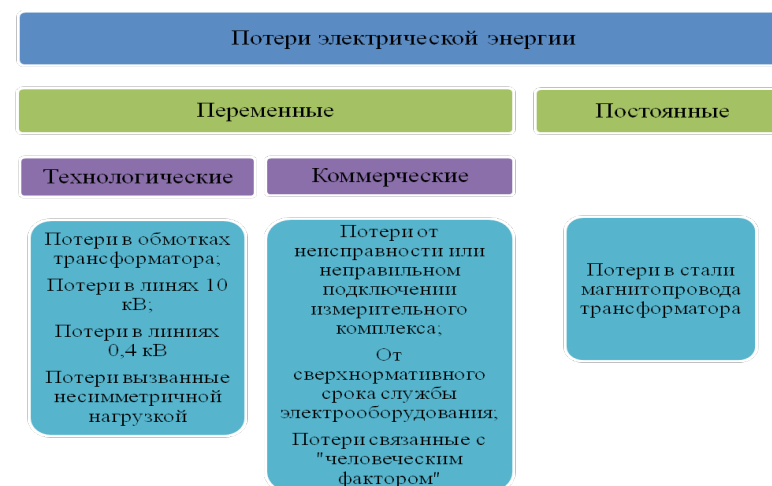 Потери электрической энергии
Переменные
Постоянные
Технологические
Коммерческие
Потери в обмотках
трансформатора;
Потери в линях 10
кВ;
Потери в линиях
0,4 кВ
Потери вызванные
несимметричной
нагрузкой
Потери от
неисправности или
неправильном
подключении
измерительного
комплекса;
От
сверхнормативного
срока службы
электрооборудования;
Потери связанные с
"человеческим
фактором"
Потери в стали
магнитопровода
трансформатора